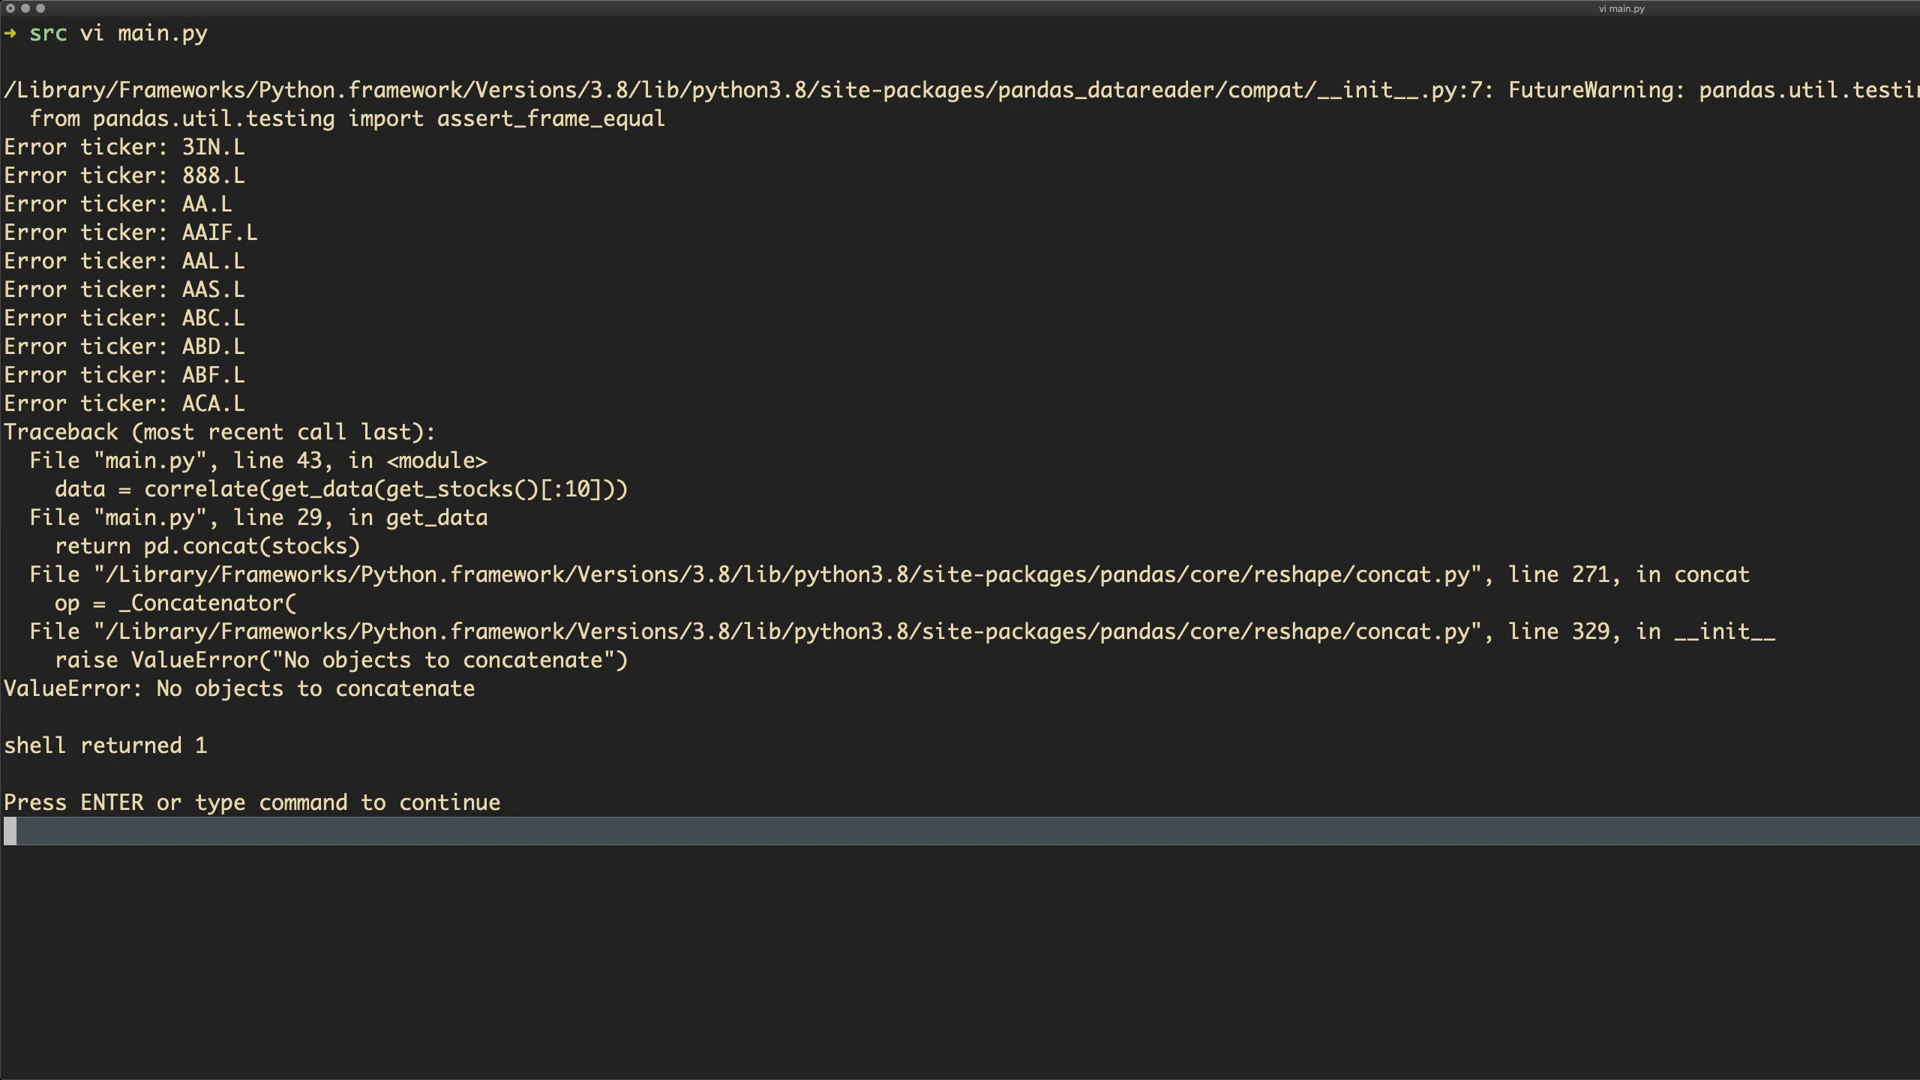 vi main.py
➜ src vi main.py
/Library/Frameworks/Python.framework/Versions/3.8/lib/python3.8/site-packages/pandas_datareader/compat/__init__.py:7: FutureWarning: pandas.util.testi
from pandas.util.testing import assert_frame_equal
Error ticker: 3IN.L
Error ticker: 888.L
Error ticker: AA.L
Error ticker: AAIF.L
Error ticker: AAL.L
Error ticker: AAS.L
Error ticker: ABC.L
Error ticker: ABD.L
Error ticker: ABF.L
Error ticker: ACA.L
Traceback (most recent call last):
File "main.py", line 43, in <module>
data = correlate(get_data(get_stocks()[:10]))
File "main.py", line 29, in get_data
return pd.concat(stocks)
File "/Library/Frameworks/Python.framework/Versions/3.8/lib/python3.8/site-packages/pandas/core/reshape/concat.py", line 271, in concat
op = _Concatenator(
File "/Library/Frameworks/Python.framework/Versions/3.8/lib/python3.8/site-packages/pandas/core/reshape/concat.py", line 329, in __init__
raise ValueError("No objects to concatenate")
ValueError: No objects to concatenate
shell returned 1
Press ENTER or type command to continue